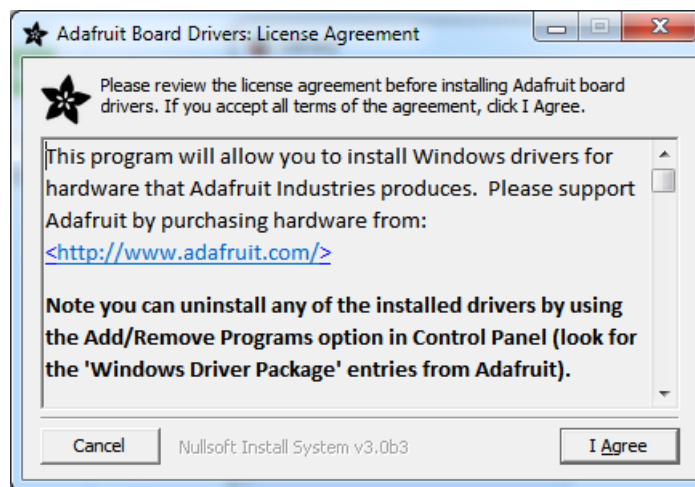 Adafruit Board Drivers: License Agreement
Please review the license agreement before installing Adafruit board
drivers. If you accept all terms of the agreement, click I Agree.
This program will allow you to install Windows drivers for
hardware that Adafruit Industries produces.  Please support
Adafruit by purchasing hardware from:
<http://www.adafruit.com/>
Note you can uninstall any of the installed drivers by using
the Add/Remove Programs option in Control Panel (look for
the 'Windows Driver Package' entries from Adafruit).
Cancel Nullsoft Install System v3.0b3 I Agree